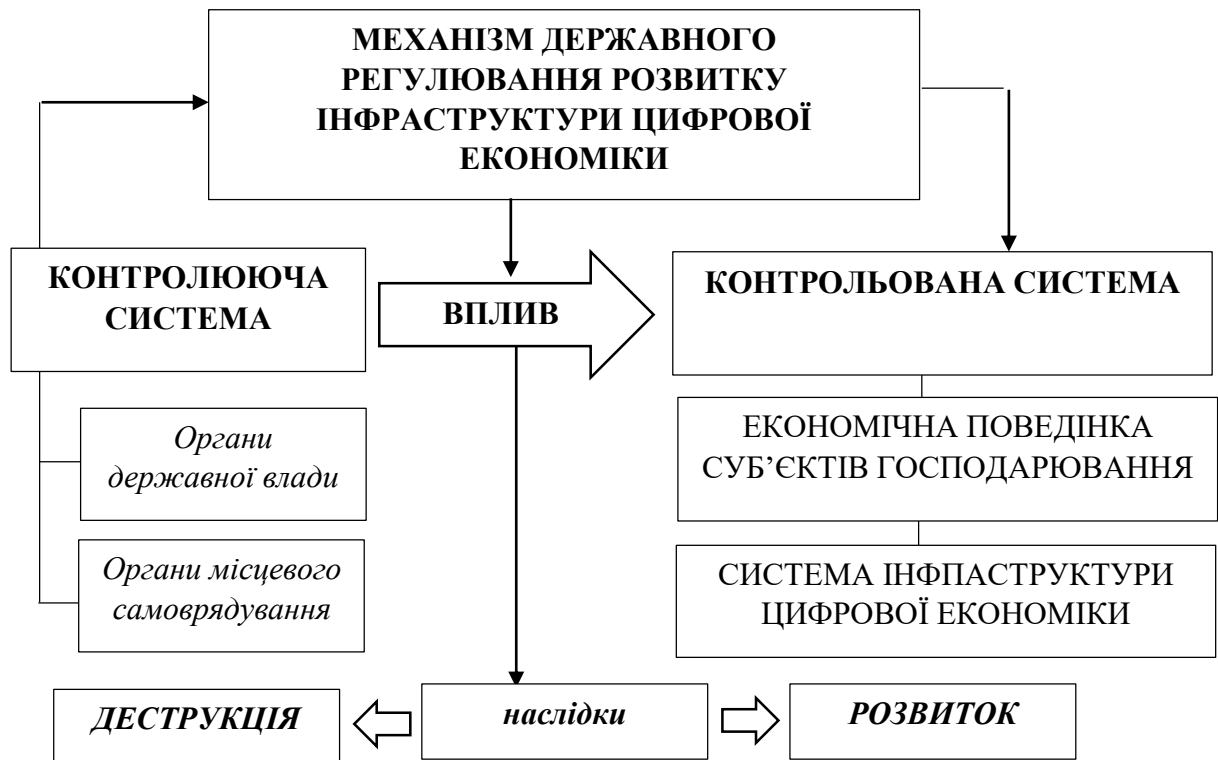 МЕХАНІЗМ ДЕРЖАВНОГО
РЕГУЛЮВАННЯ РОЗВИТКУ
ІНФРАСТРУКТУРИ ЦИФРОВОЇ
ЕКОНОМІКИ
КОНТРОЛЮЮЧА
СИСТЕМА
ВПЛИВ
КОНТРОЛЬОВАНА СИСТЕМА
Органи
державної влади
Органи місцевого
самоврядування
ЕКОНОМІЧНА ПОВЕДІНКА
СУБ’ЄКТІВ ГОСПОДАРЮВАННЯ
СИСТЕМА ІНФПАСТРУКТУРИ
ЦИФРОВОЇ ЕКОНОМІКИ
ДЕСТРУКЦІЯ
наслідки
РОЗВИТОК